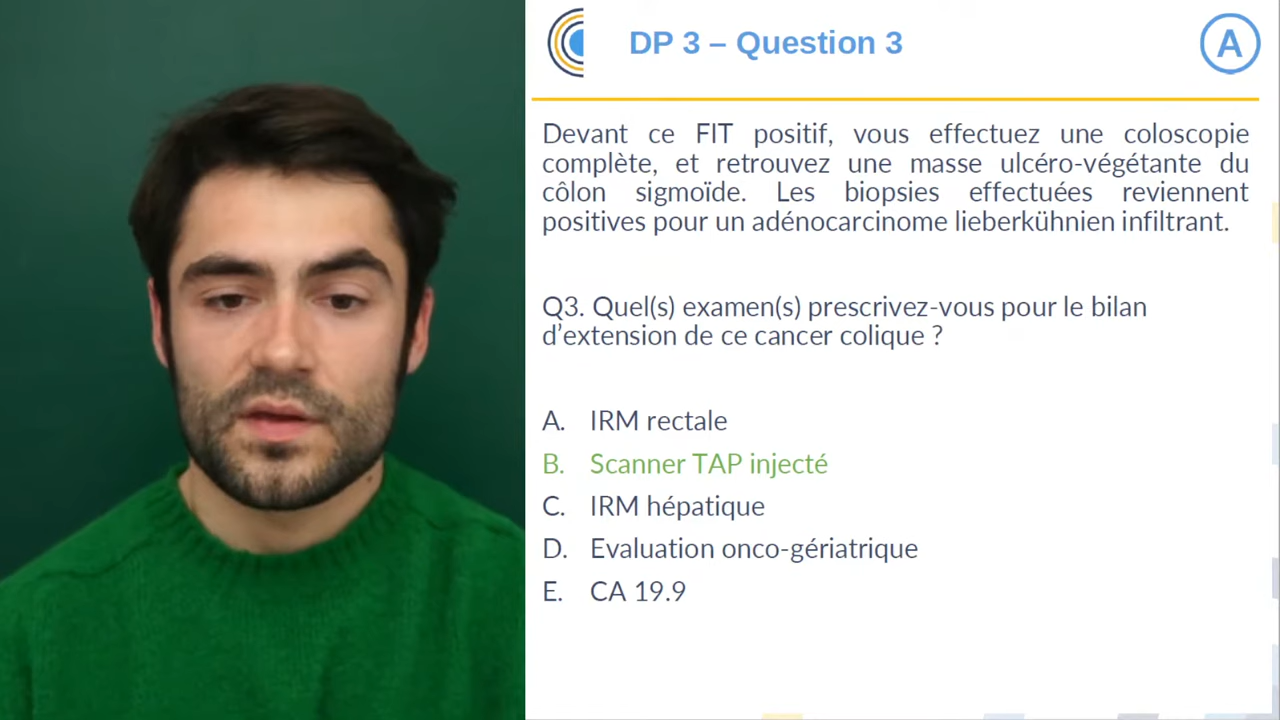 DP 3 – Question 3
A
Devant ce FIT positif, vous effectuez une coloscopie
complète, et retrouvez une masse ulcéro-végétante du
côlon sigmoïde. Les biopsies effectuées reviennent
positives pour un adénocarcinome lieberkühnien infiltrant.
Q3. Quel(s) examen(s) prescrivez-vous pour le bilan
d’extension de ce cancer colique ?
A. IRM rectale
B. Scanner TAP injecté
C. IRM hépatique
D. Evaluation onco-gériatrique
E. CA 19.9